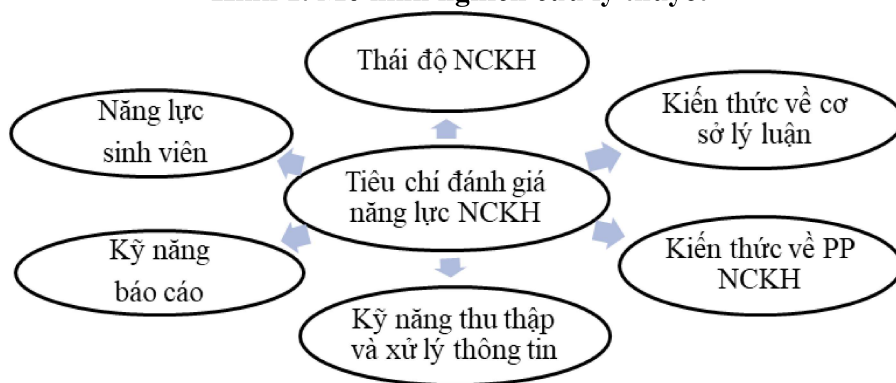 Thái độ NCKH
Năng lực
sinh viên
Kiến thức về cơ
sở lý luận
Tiêu chí đánh giá
năng lực NCKH
Kỹ năng
báo cáo
Kiến thức về PP
NCKH
Kỹ năng thu thập
và xử lý thông tin